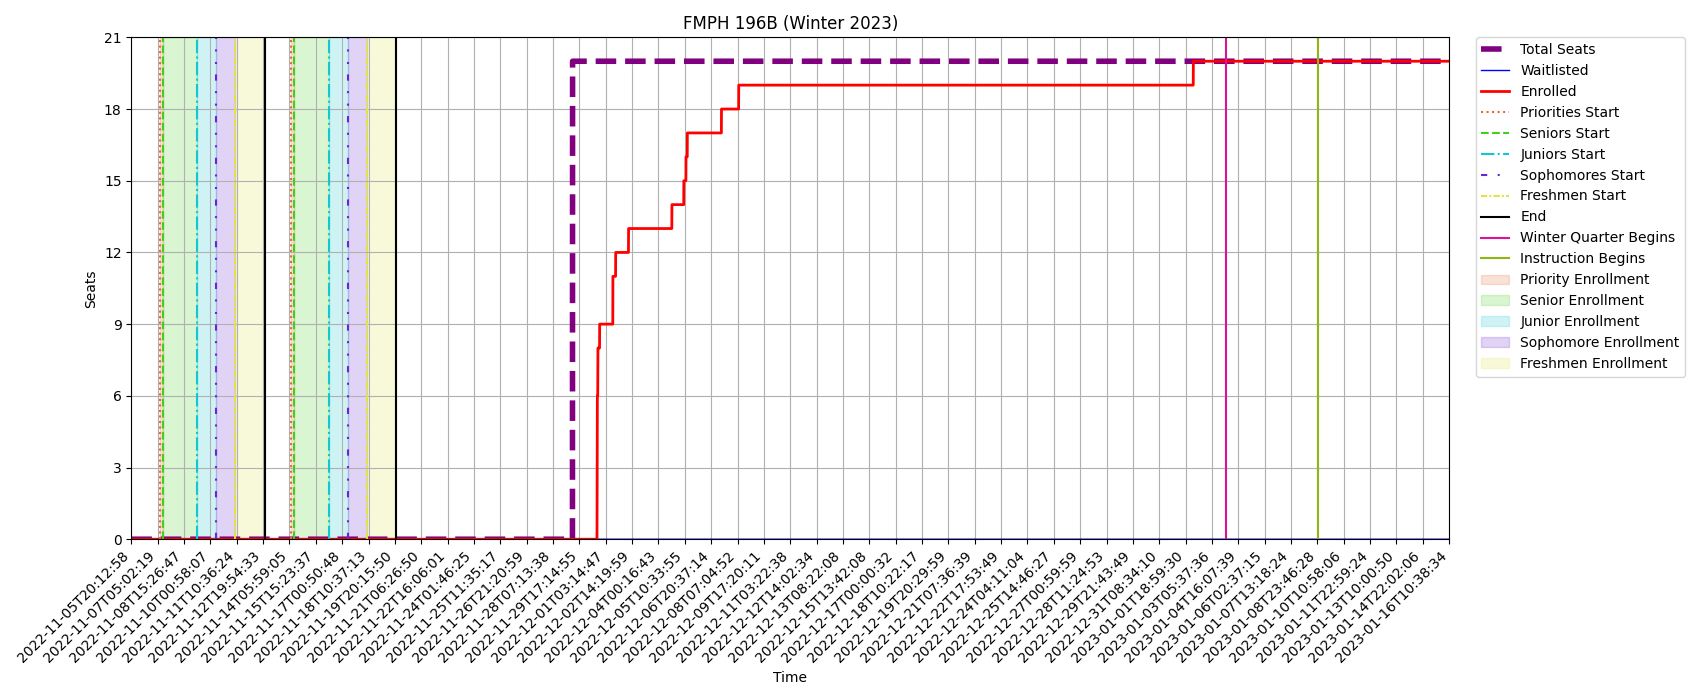 FMPH 196B (Winter 2023)
21
18
15
12
9
6
3
0
Seats
2022-11-05T20:12:58
2022-11-07T05:02:19
2022-11-08T15:26:47
2022-11-10T00:58:07
2022-11-11T10:36:24
2022-11-12T19:54:33
2022-11-14T05:59:05
2022-11-15T15:23:37
2022-11-17T00:50:48
2022-11-18T10:37:13
2022-11-19T20:15:50
2022-11-21T06:26:50
2022-11-22T16:06:01
2022-11-24T01:46:25
2022-11-25T11:35:17
2022-11-26T21:20:59
2022-11-28T07:13:38
2022-11-29T17:14:55
2022-12-01T03:14:47
2022-12-02T14:19:59
2022-12-04T00:16:43
2022-12-05T10:33:55
2022-12-06T20:37:14
2022-12-08T07:04:52
2022-12-09T17:20:11
2022-12-11T03:22:38
2022-12-12T14:02:34
2022-12-13T08:22:08
2022-12-15T13:42:08
2022-12-17T00:00:32
2022-12-18T10:22:17
2022-12-19T20:29:59
2022-12-21T07:36:39
2022-12-22T17:53:49
2022-12-24T04:11:04
2022-12-25T14:46:27
2022-12-27T00:59:59
2022-12-28T11:24:53
2022-12-29T21:43:49
2022-12-31T08:34:10
2023-01-01T18:59:30
2023-01-03T05:37:36
2023-01-04T16:07:39
2023-01-06T02:37:15
2023-01-07T13:18:24
2023-01-08T23:46:28
2023-01-10T10:58:06
2023-01-11T22:59:24
2023-01-13T10:00:50
2023-01-14T22:02:06
2023-01-16T10:38:34
Time
Total Seats
Waitlisted
Enrolled
Priorities Start
Seniors Start
Juniors Start
Sophomores Start
Freshmen Start
End
Winter Quarter Begins
Instruction Begins
Priority Enrollment
Senior Enrollment
Junior Enrollment
Sophomore Enrollment
Freshmen Enrollment